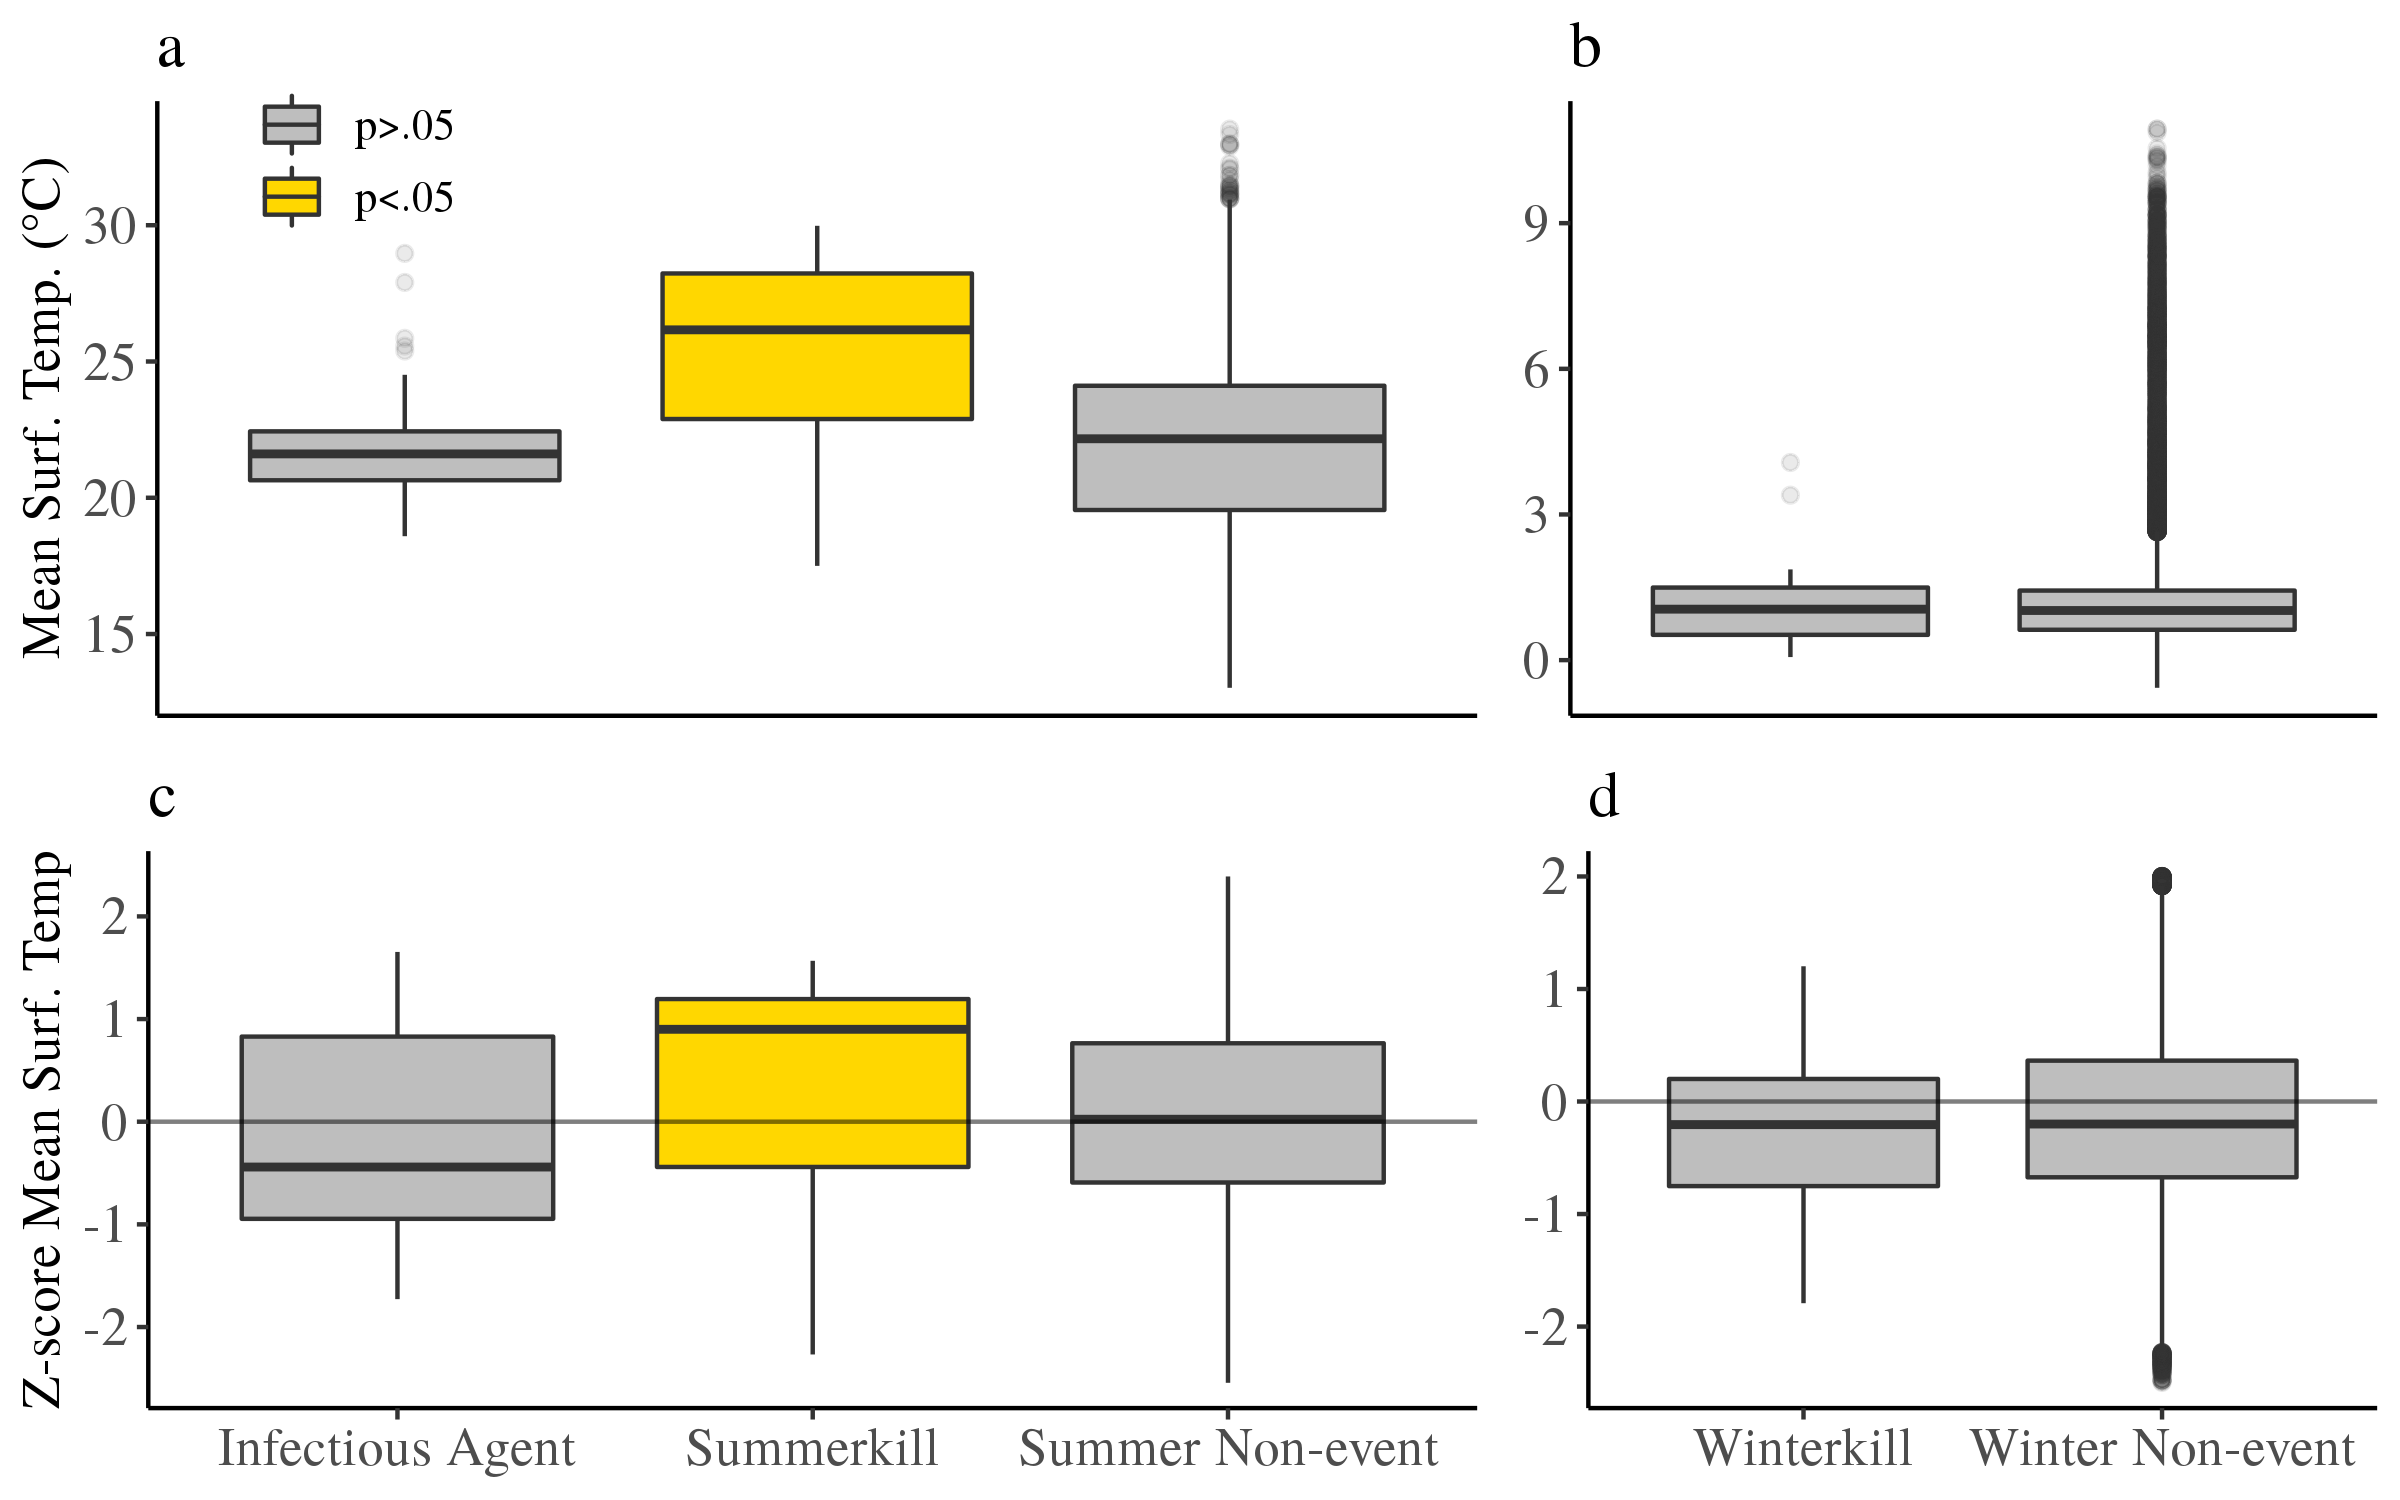 a
p>.05
p<.05
Mean Surf. Temp. (°C)
30
25
20
15
b
9
6
3
0
c
Z-score Mean Surf. Temp
2
1
0
-1
-2
Infectious Agent
Summerkill
Summer Non-event
d
2
1
0
-1
-2
Winterkill
Winter Non-event